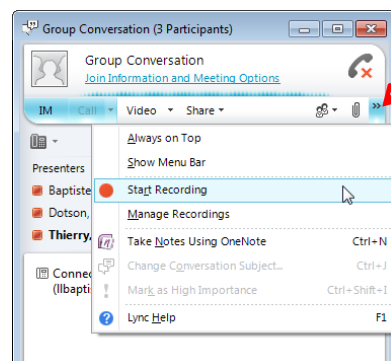 Group Conversation (3 Participants)
Group Conversation
Join Information and Meeting Options
IM Call Video Share
Always on Top
Show Menu Bar
Presenters
Baptiste
Start Recording
Dotson,
Manage Recordings
Thierry,
Take Notes Using OneNote Ctrl+N
Connec
Change Conversation Subject... Ctrl+J
(llbapti
Mark as High Importance Ctrl+Shift+I
Lync Help F1